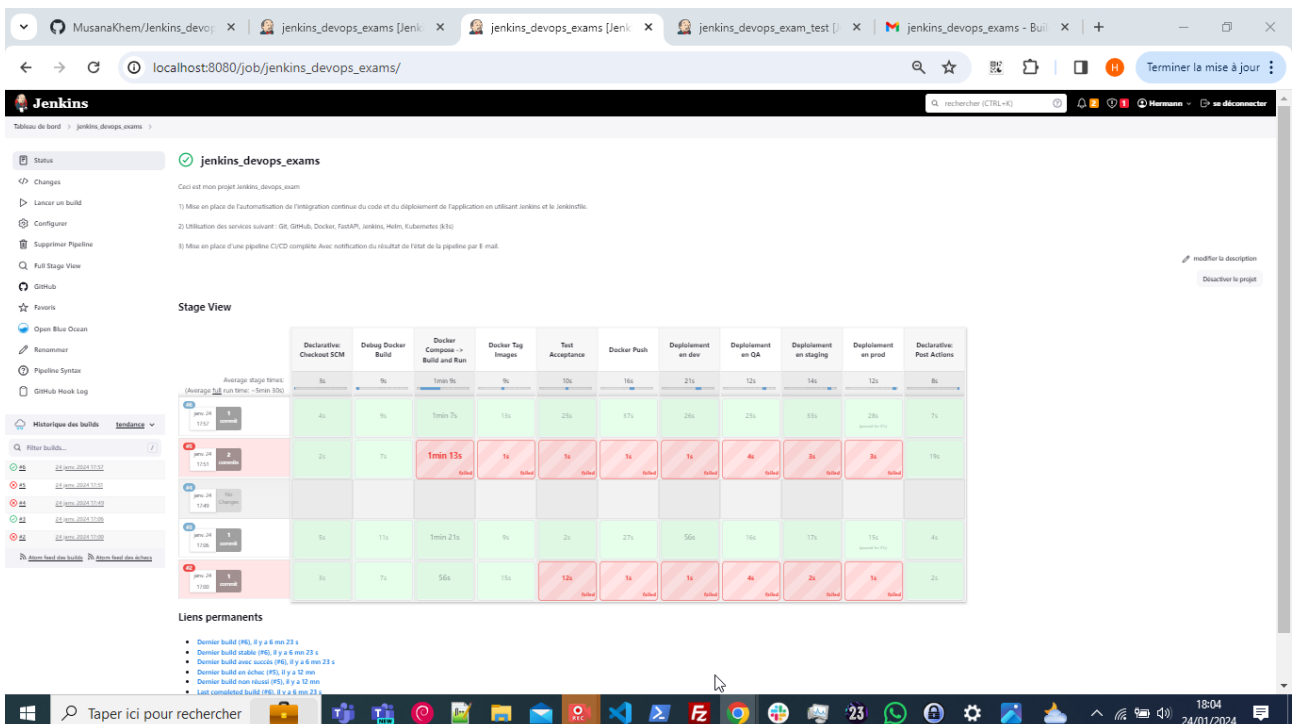 MusanaKhem/Jenkins_devop
jenkins_devops_exams [Jenk
jenkins_devops_exams [Jenk
jenkins_devops_exam_test [J
jenkins_devops_exams - Buil
localhost:8080/job/jenkins_devops_exams/
H
Terminer la mise à jour
Jenkins
rechercher (CTRL+K)
2
1
Hermann
se déconnecter
Tableau de bord > jenkins_devops_exams >
Status
Changes
Lancer un build
Configurer
Supprimer Pipeline
Full Stage View
GitHub
Favoris
Open Blue Ocean
Renommer
Pipeline Syntax
GitHub Hook Log
Historique des builds tendance
Filter builds... /
#6 24 janv. 2024 17:57
#5 24 janv. 2024 17:51
#4 24 janv. 2024 17:49
#3 24 janv. 2024 17:06
#2 24 janv. 2024 17:00
Atom feed des builds Atom feed des échecs
jenkins_devops_exams
Ceci est mon projet Jenkins_devops_exam
1) Mise en place de l'automatisation de l'intégration continue du code et du déploiement de l'application en utilisant Jenkins et le Jenkinsfile.
2) Utilisation des services suivant : Git, GitHub, Docker, FastAPI, Jenkins, Helm, Kubernetes (k3s)
3) Mise en place d'une pipeline CI/CD complète Avec notification du résultat de l'état de la pipeline par E mail.
modifier la description
Désactiver le projet
Stage View
Declarative: Checkout SCM
Debug Docker Build
Docker Compose -> Build and Run
Docker Tag Images
Test Acceptance
Docker Push
Deploiement en dev
Deploiement en QA
Deploiement en staging
Deploiement en prod
Declarative: Post Actions
Average stage times: 3s 9s 1min 9s 9s 10s 16s 21s 12s 14s 12s 8s
(Average full run time: ~5min 30s)
#6
janv. 24 17:57 1 commit
4s 9s 1min 7s 13s 25s 37s 26s 25s 33s 28s 7s
#5
janv. 24 17:51 2 commits
2s 7s 1min 13s failed 1s failed 1s failed 1s failed 1s failed 4s failed 3s failed 3s failed 19s
#4
janv. 24 17:49 No Changes
#3
janv. 24 17:06 1 commit
5s 11s 1min 21s 9s 2s 27s 56s 16s 17s 15s 4s
#2
janv. 24 17:00 1 commit
7s 56s 15s 12s failed 1s failed 1s failed 4s failed 2s failed 1s failed 2s
Liens permanents
Dernier build (#6), il y a 6 mn 23 s
Dernier build stable (#6), il y a 6 mn 23 s
Dernier build avec succès (#6), il y a 6 mn 23 s
Dernier build en échec (#5), il y a 12 mn
Dernier build non réussi (#5), il y a 12 mn
Last completed build (#6), il y a 6 mn 23 s
Taper ici pour rechercher
NEW
REC
23
18:04
24/01/2024